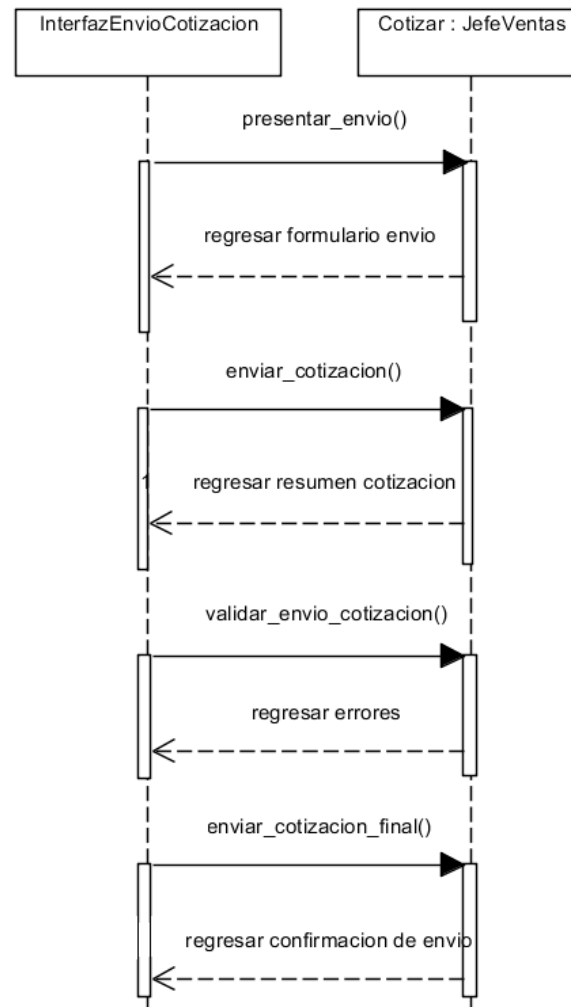 InterfazEnvioCotizacion
Cotizar : JefeVentas
presentar_envio()
regresar formulario envio
enviar_cotizacion()
1
regresar resumen cotizacion
validar_envio_cotizacion()
regresar errores
enviar_cotizacion_final()
regresar confirmacion de envio